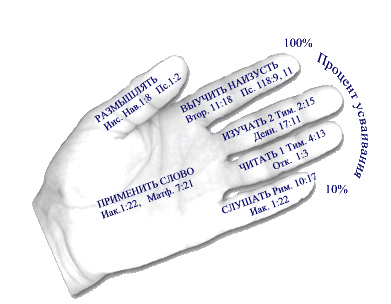 100%
Процент усваивания
10%
РАЗМЫШЛЯТЬ
Иис. Нав.1:8 Пс.1-2
ВЫУЧИТЬ НАИЗУСТЬ
Втор. 11:18 Пс. 118:9, 11
ИЗУЧАТЬ 2 Тим. 2:15
Деян. 17:11
ЧИТАТЬ 1 Тим. 4:13
Отк. 1:3
СЛУШАТЬ Рим. 10:17
Иак. 1:22
ПРИМЕНИТЬ СЛОВО
Иак.1:22, Матф. 7:21